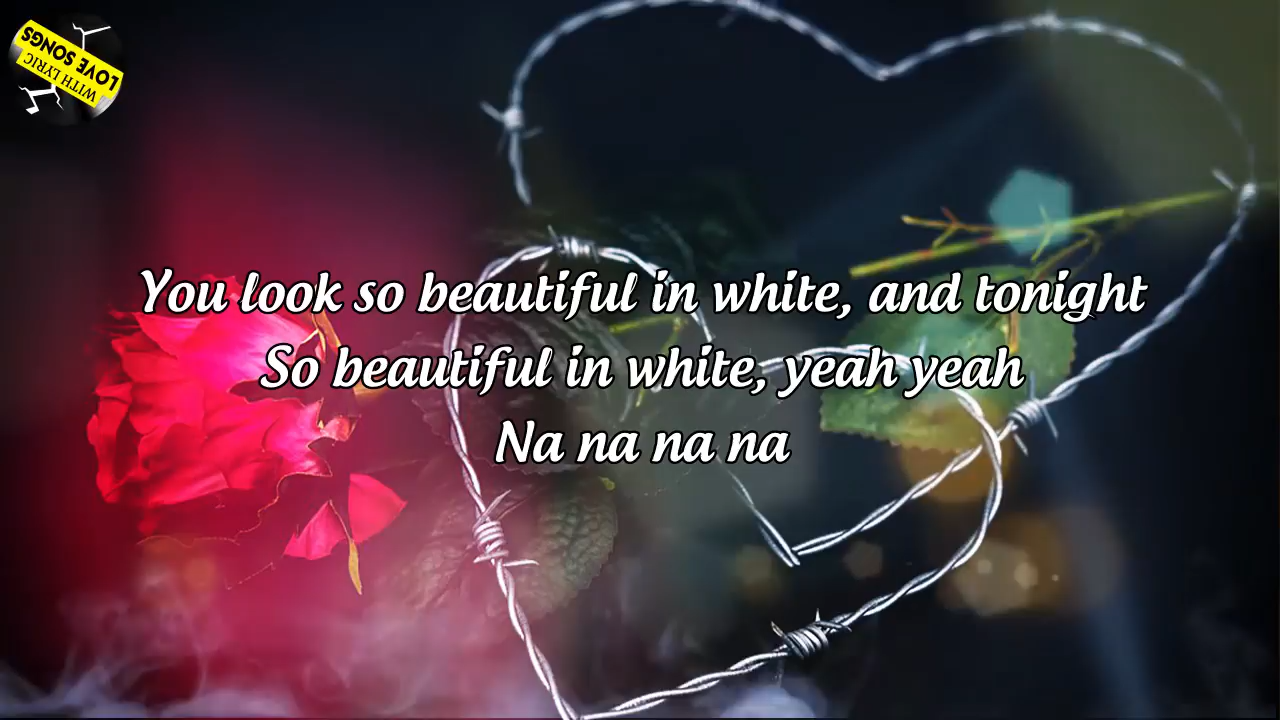 LOVE SONGS
WITH LYRIC
You look so beautiful in white, and tonight
So beautiful in white, yeah yeah
Na na na na